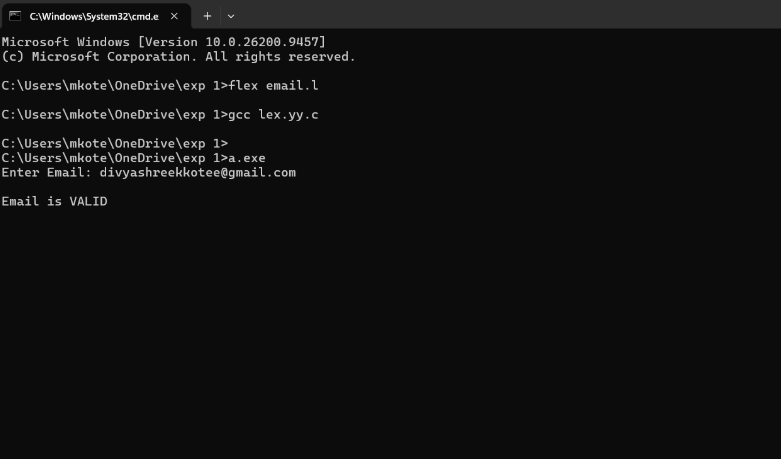 C:\Windows\System32\cmd.e
Microsoft Windows [Version 10.0.26200.9457]
(c) Microsoft Corporation. All rights reserved.
C:\Users\mkote\OneDrive\exp 1>flex email.l
C:\Users\mkote\OneDrive\exp 1>gcc lex.yy.c
C:\Users\mkote\OneDrive\exp 1>
C:\Users\mkote\OneDrive\exp 1>a.exe
Enter Email: divyashreekkotee@gmail.com
Email is VALID